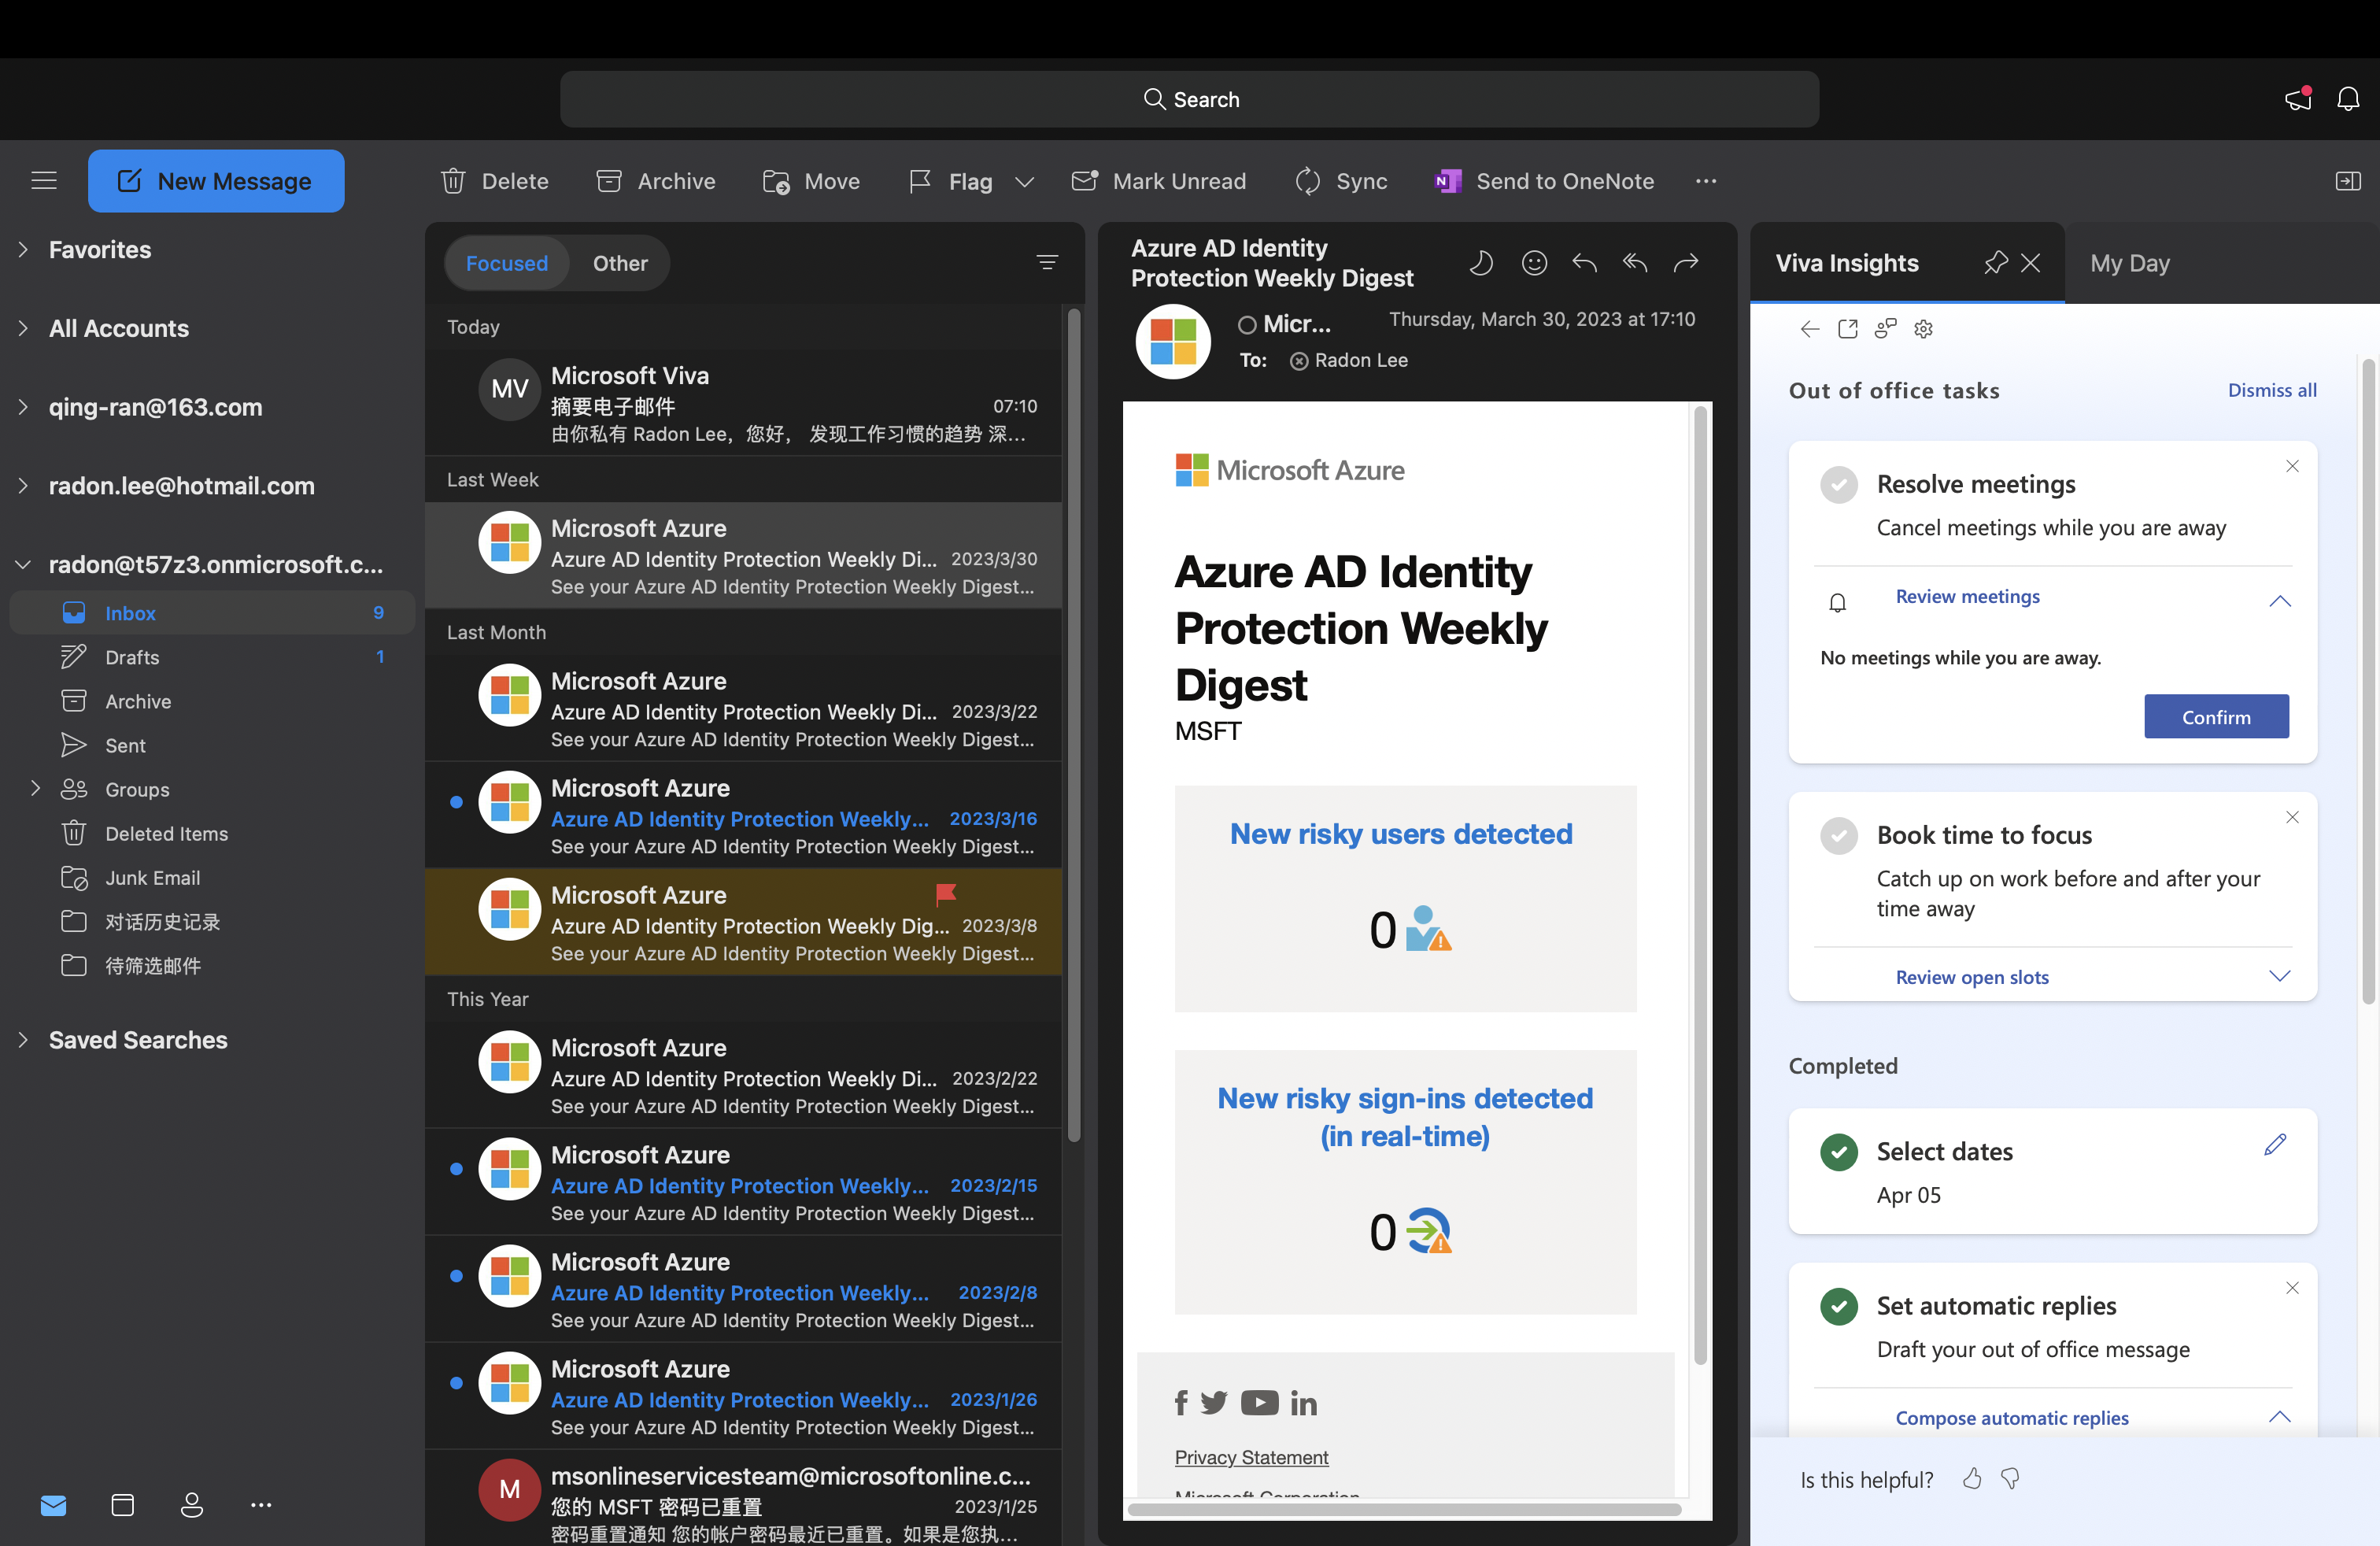 Search
New Message
Delete
Archive
Move
Flag
Mark Unread
Sync
Send to OneNote
Favorites
All Accounts
qing-ran@163.com
radon.lee@hotmail.com
radon@t57z3.onmicrosoft.c...
Inbox 9
Drafts 1
Archive
Sent
Groups
Deleted Items
Junk Email
对话历史记录
待筛选邮件
Saved Searches
Focused
Other
Today
MV
Microsoft Viva
摘要电子邮件 07:10
由你私有 Radon Lee，您好， 发现工作习惯的趋势 深...
Last Week
Microsoft Azure
Azure AD Identity Protection Weekly Di... 2023/3/30
See your Azure AD Identity Protection Weekly Digest...
Last Month
Microsoft Azure
Azure AD Identity Protection Weekly Di... 2023/3/22
See your Azure AD Identity Protection Weekly Digest...
Microsoft Azure
Azure AD Identity Protection Weekly... 2023/3/16
See your Azure AD Identity Protection Weekly Digest...
Microsoft Azure
Azure AD Identity Protection Weekly Dig... 2023/3/8
See your Azure AD Identity Protection Weekly Digest...
This Year
Microsoft Azure
Azure AD Identity Protection Weekly Di... 2023/2/22
See your Azure AD Identity Protection Weekly Digest...
Microsoft Azure
Azure AD Identity Protection Weekly... 2023/2/15
See your Azure AD Identity Protection Weekly Digest...
Microsoft Azure
Azure AD Identity Protection Weekly... 2023/2/8
See your Azure AD Identity Protection Weekly Digest...
Microsoft Azure
Azure AD Identity Protection Weekly... 2023/1/26
See your Azure AD Identity Protection Weekly Digest...
M
msonlineservicesteam@microsoftonline.c...
您的 MSFT 密码已重置 2023/1/25
密码重置通知 您的帐户密码最近已重置。如果是您执...
Azure AD Identity
Protection Weekly Digest
Micr... Thursday, March 30, 2023 at 17:10
To: Radon Lee
Microsoft Azure
Azure AD Identity
Protection Weekly
Digest
MSFT
New risky users detected
0
New risky sign-ins detected
(in real-time)
0
Privacy Statement
Microsoft Corporation
Viva Insights
My Day
Out of office tasks
Dismiss all
Resolve meetings
Cancel meetings while you are away
Review meetings
No meetings while you are away.
Confirm
Book time to focus
Catch up on work before and after your
time away
Review open slots
Completed
Select dates
Apr 05
Set automatic replies
Draft your out of office message
Compose automatic replies
Is this helpful?